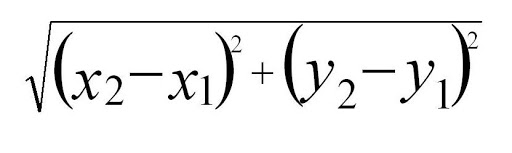 √(x₂−x₁)² + (y₂−y₁)²